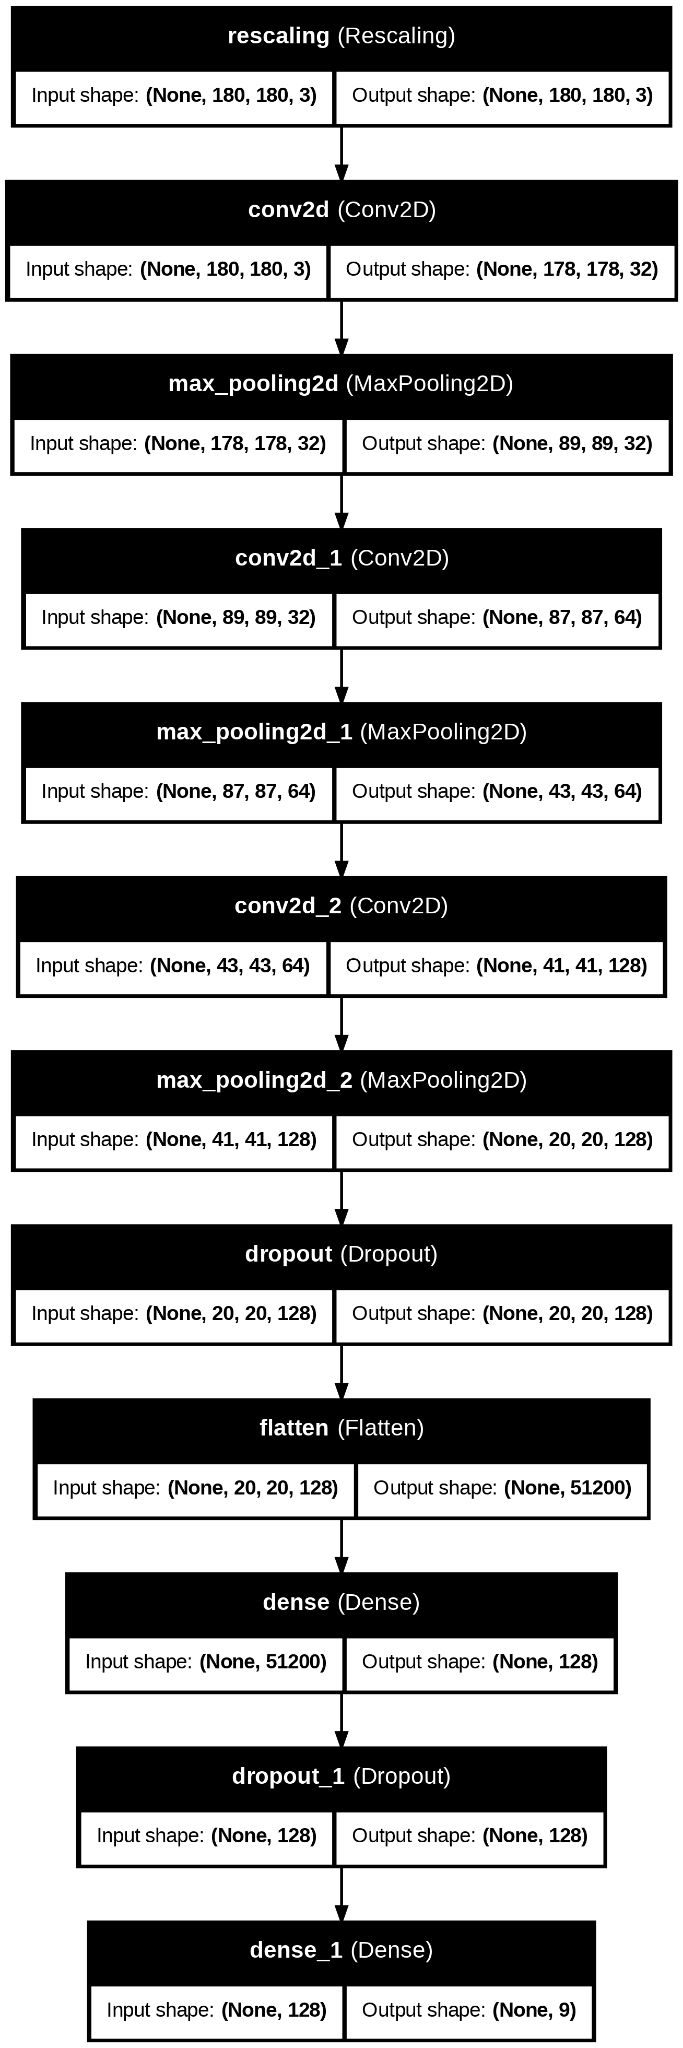 rescaling (Rescaling)
Input shape: (None, 180, 180, 3) Output shape: (None, 180, 180, 3)
conv2d (Conv2D)
Input shape: (None, 180, 180, 3) Output shape: (None, 178, 178, 32)
max_pooling2d (MaxPooling2D)
Input shape: (None, 178, 178, 32) Output shape: (None, 89, 89, 32)
conv2d_1 (Conv2D)
Input shape: (None, 89, 89, 32) Output shape: (None, 87, 87, 64)
max_pooling2d_1 (MaxPooling2D)
Input shape: (None, 87, 87, 64) Output shape: (None, 43, 43, 64)
conv2d_2 (Conv2D)
Input shape: (None, 43, 43, 64) Output shape: (None, 41, 41, 128)
max_pooling2d_2 (MaxPooling2D)
Input shape: (None, 41, 41, 128) Output shape: (None, 20, 20, 128)
dropout (Dropout)
Input shape: (None, 20, 20, 128) Output shape: (None, 20, 20, 128)
flatten (Flatten)
Input shape: (None, 20, 20, 128) Output shape: (None, 51200)
dense (Dense)
Input shape: (None, 51200) Output shape: (None, 128)
dropout_1 (Dropout)
Input shape: (None, 128) Output shape: (None, 128)
dense_1 (Dense)
Input shape: (None, 128) Output shape: (None, 9)